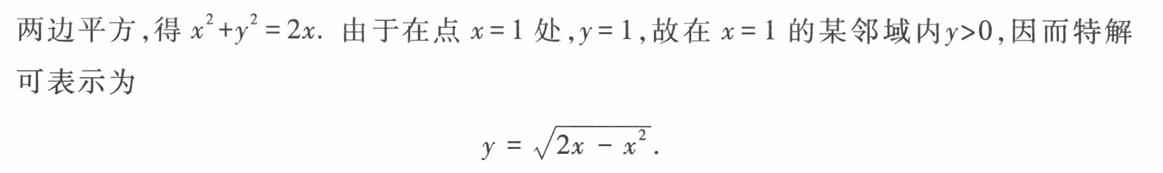 两边平方,得 x²+y²=2x. 由于在点 x=1 处,y=1,故在 x=1 的某邻域内y>0,因而特解
可表示为
y = √(2x − x²).